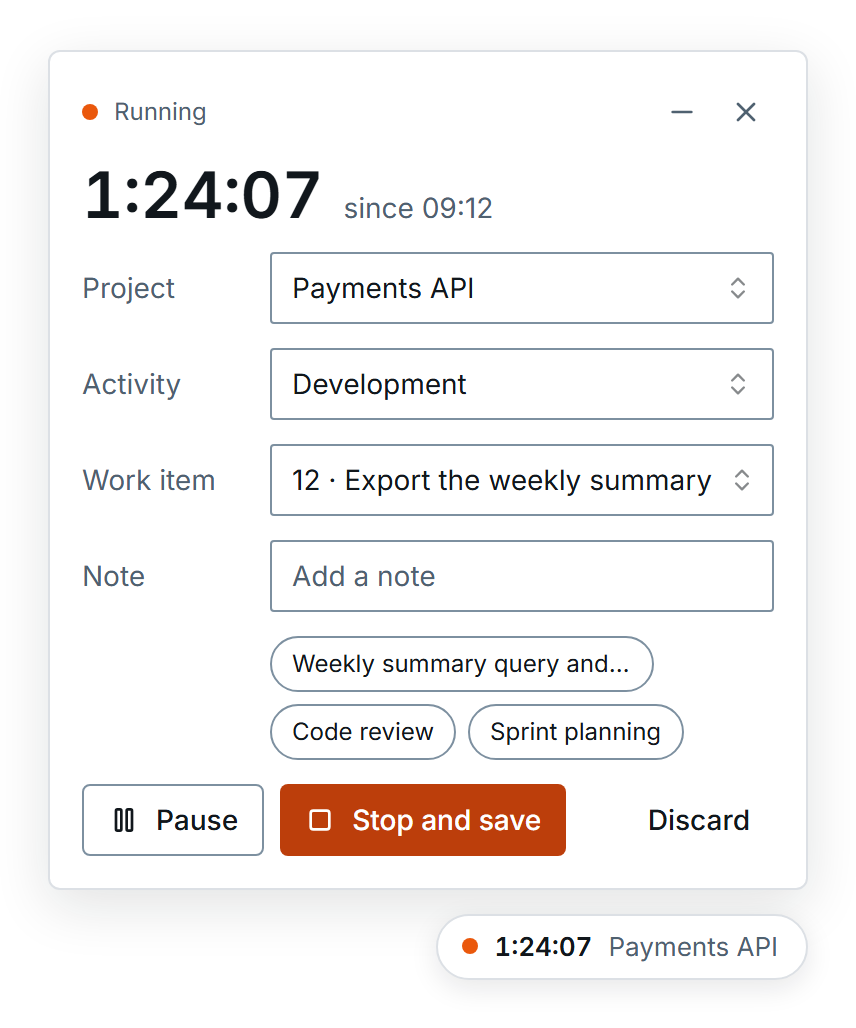 Running
1:24:07 since 09:12
Project Payments API
Activity Development
Work item 12 · Export the weekly summary
Note Add a note
Weekly summary query and...
Code review Sprint planning
Pause Stop and save Discard
1:24:07 Payments API